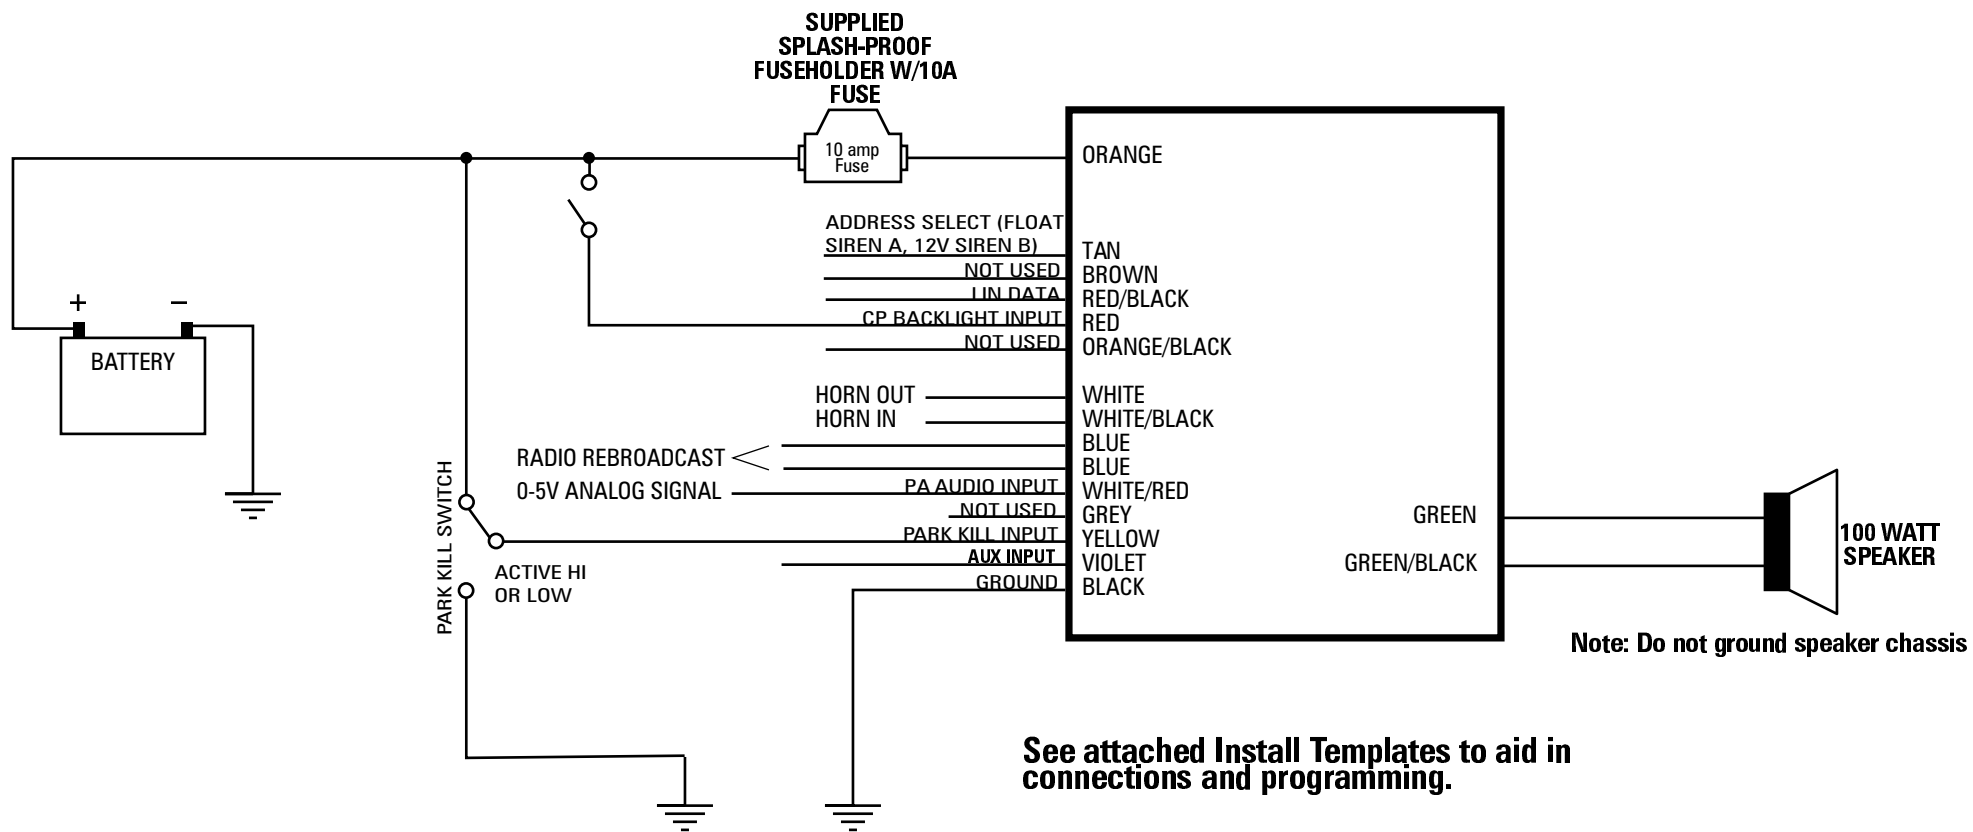 SUPPLIED
SPLASH-PROOF
FUSEHOLDER W/10A
FUSE
10 amp
Fuse
ORANGE
ADDRESS SELECT (FLOAT
SIREN A, 12V SIREN B)
TAN
NOT USED
BROWN
LIN DATA
RED/BLACK
CP BACKLIGHT INPUT
RED
NOT USED
ORANGE/BLACK
+
−
BATTERY
HORN OUT
WHITE
HORN IN
WHITE/BLACK
BLUE
RADIO REBROADCAST
BLUE
0-5V ANALOG SIGNAL
PA AUDIO INPUT
WHITE/RED
NOT USED
GREY
PARK KILL INPUT
YELLOW
AUX INPUT
VIOLET
GROUND
BLACK
PARK KILL SWITCH
ACTIVE HI
OR LOW
GREEN
GREEN/BLACK
100 WATT
SPEAKER
Note: Do not ground speaker chassis
See attached Install Templates to aid in
connections and programming.